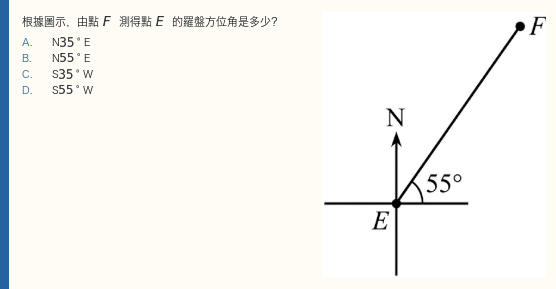 根據圖示，由點 F 測得點 E 的羅盤方位角是多少?
A. N35°E
B. N55°E
C. S35°W
D. S55°W
F
N
55°
E